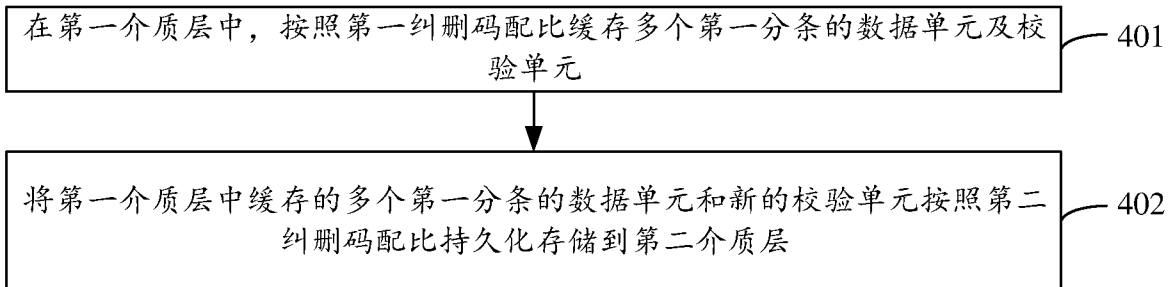 在第一介质层中，按照第一纠删码配比缓存多个第一分条的数据单元及校
验单元
401
将第一介质层中缓存的多个第一分条的数据单元和新的校验单元按照第二
纠删码配比持久化存储到第二介质层
402